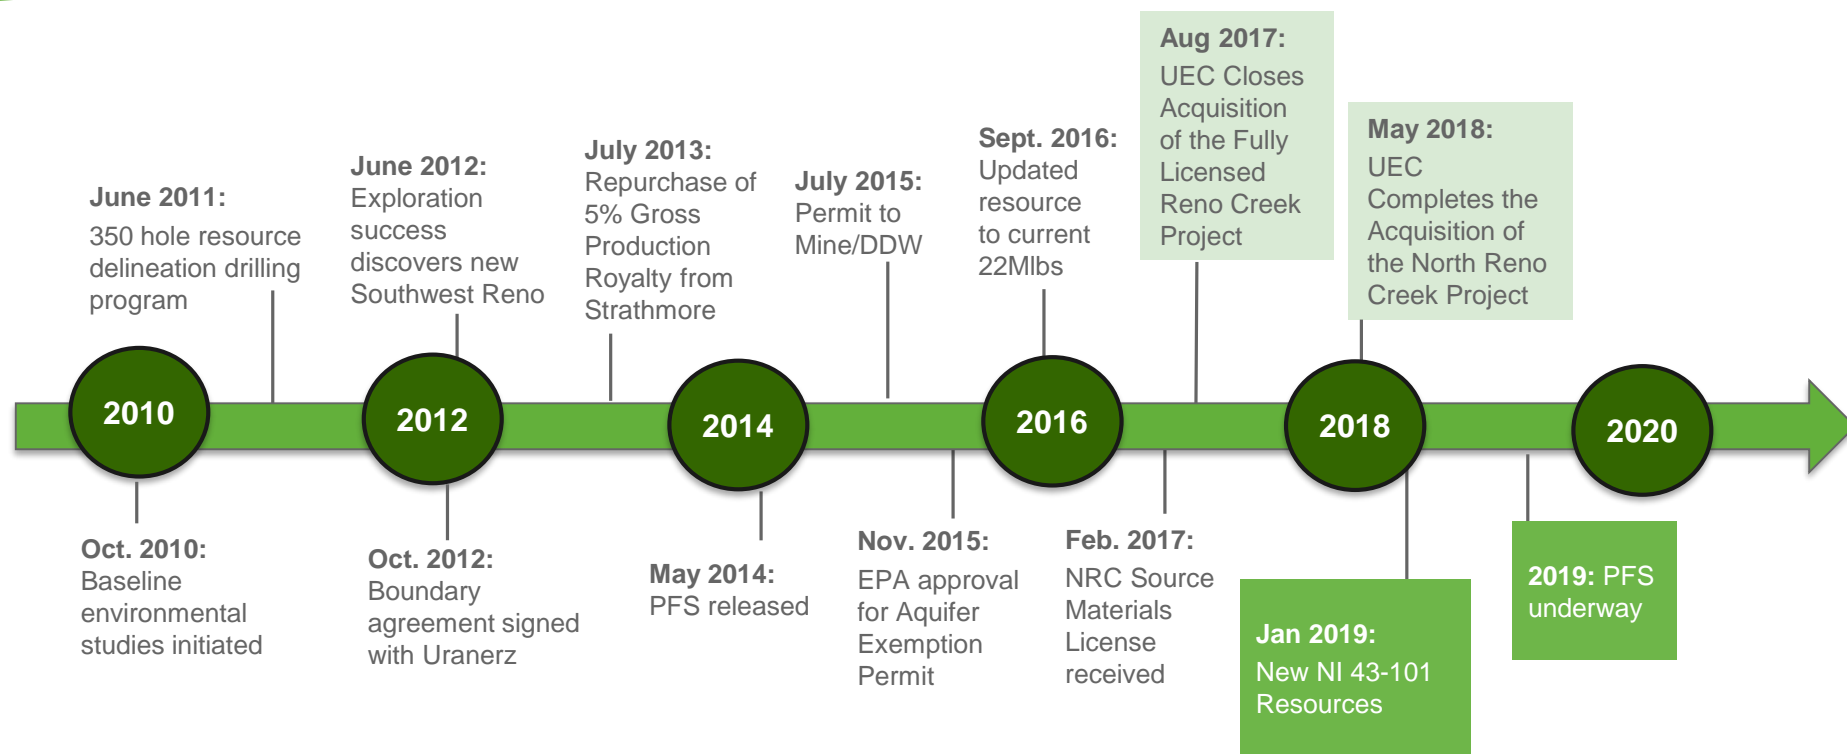 June 2011:
350 hole resource
delineation drilling
program
June 2012:
Exploration
success
discovers new
Southwest Reno
July 2013:
Repurchase of
5% Gross
Production
Royalty from
Strathmore
July 2015:
Permit to
Mine/DDW
Sept. 2016:
Updated
resource
to current
22Mlbs
Aug 2017:
UEC Closes
Acquisition
of the Fully
Licensed
Reno Creek
Project
May 2018:
UEC
Completes the
Acquisition of
the North Reno
Creek Project
2010
2012
2014
2016
2018
2020
Oct. 2010:
Baseline
environmental
studies initiated
Oct. 2012:
Boundary
agreement signed
with Uranerz
May 2014:
PFS released
Nov. 2015:
EPA approval
for Aquifer
Exemption
Permit
Feb. 2017:
NRC Source
Materials
License
received
Jan 2019:
New NI 43-101
Resources
2019: PFS
underway